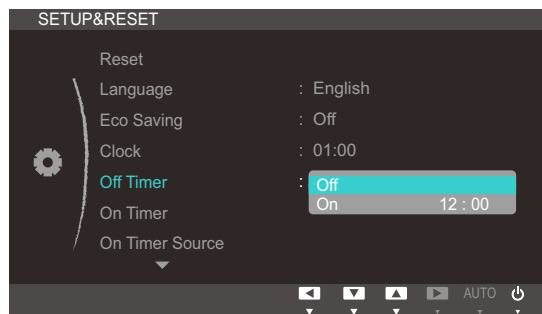 SETUP&RESET
Reset
Language : English
Eco Saving : Off
Clock : 01:00
Off Timer : Off
On 12 : 00
On Timer
On Timer Source
AUTO